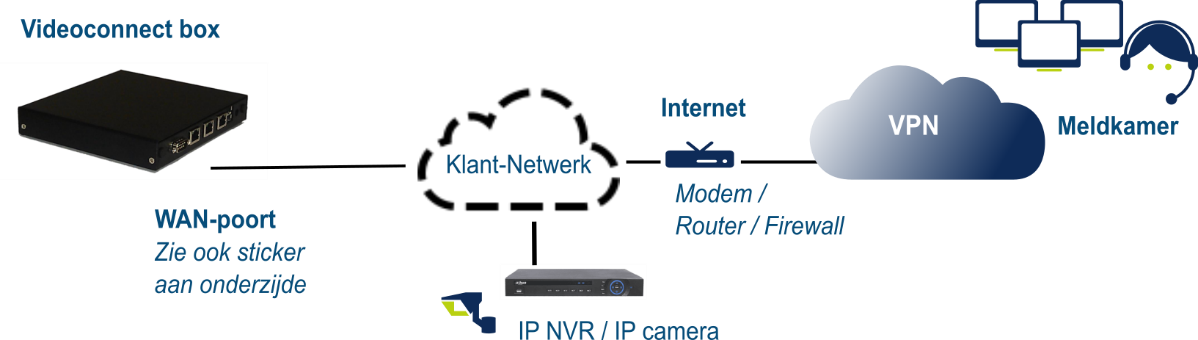 Videoconnect box
WAN-poort
Zie ook sticker
aan onderzijde
Klant-Netwerk
IP NVR / IP camera
Internet
Modem /
Router / Firewall
VPN
Meldkamer